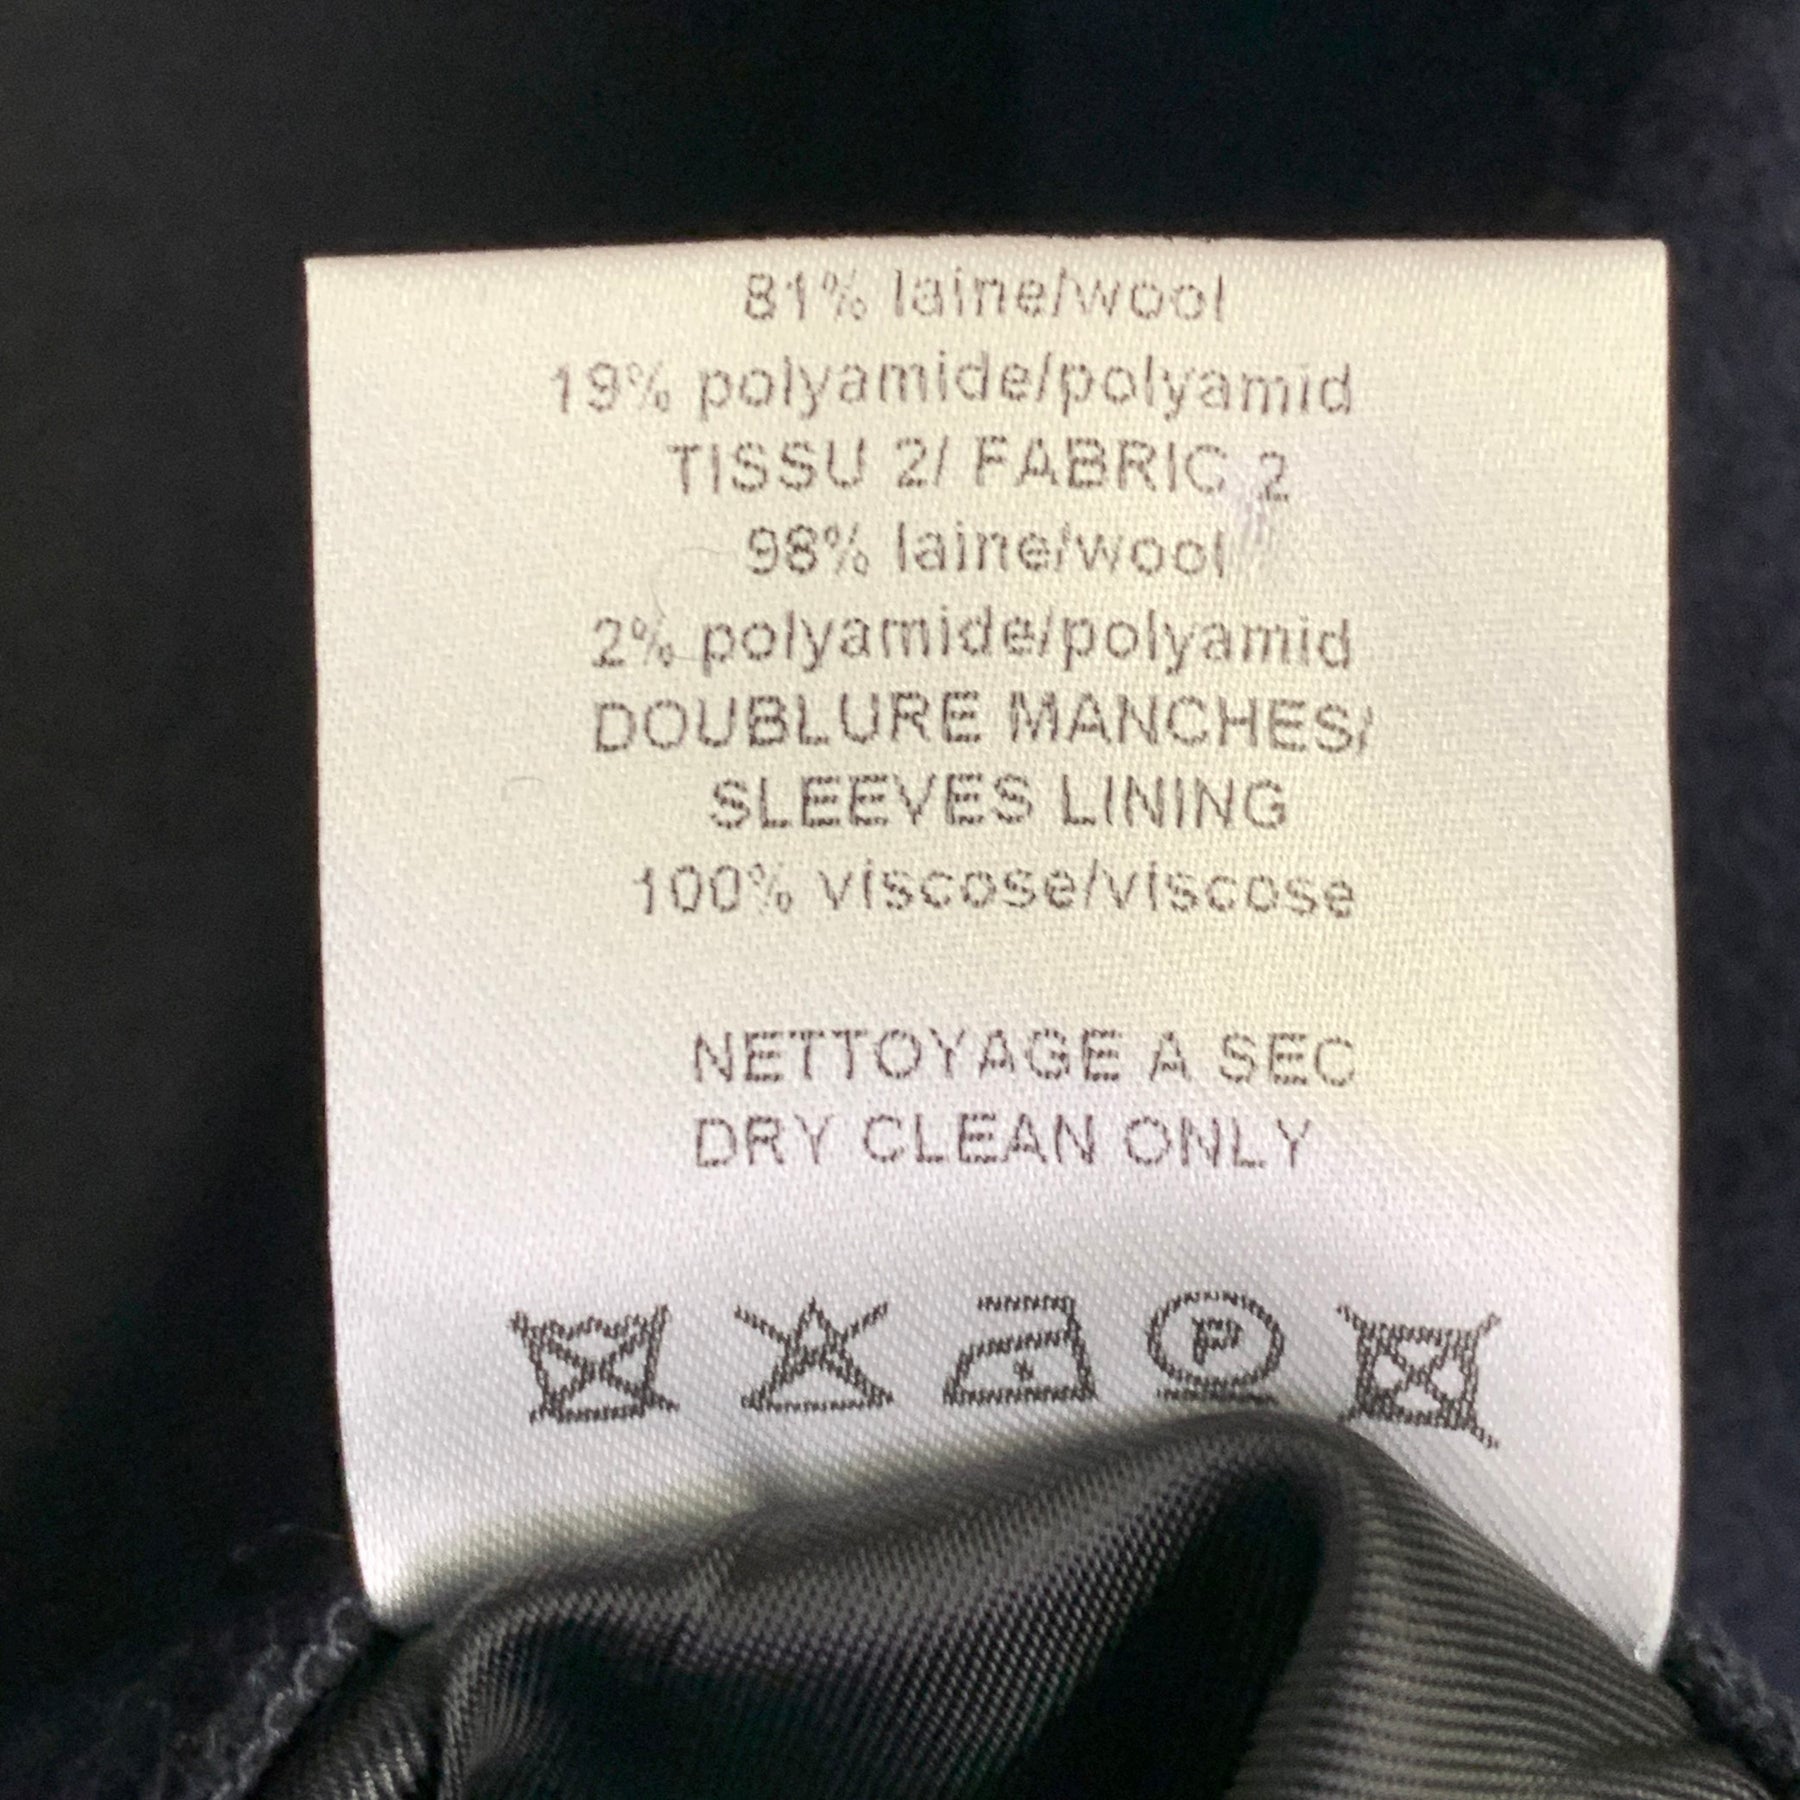 81% laine/wool
19% polyamide/polyamid
TISSU 2/ FABRIC 2
98% laine/wool
2% polyamide/polyamid
DOUBLURE MANCHES/
SLEEVES LINING
100% viscose/viscose
NETTOYAGE A SEC
DRY CLEAN ONLY
P